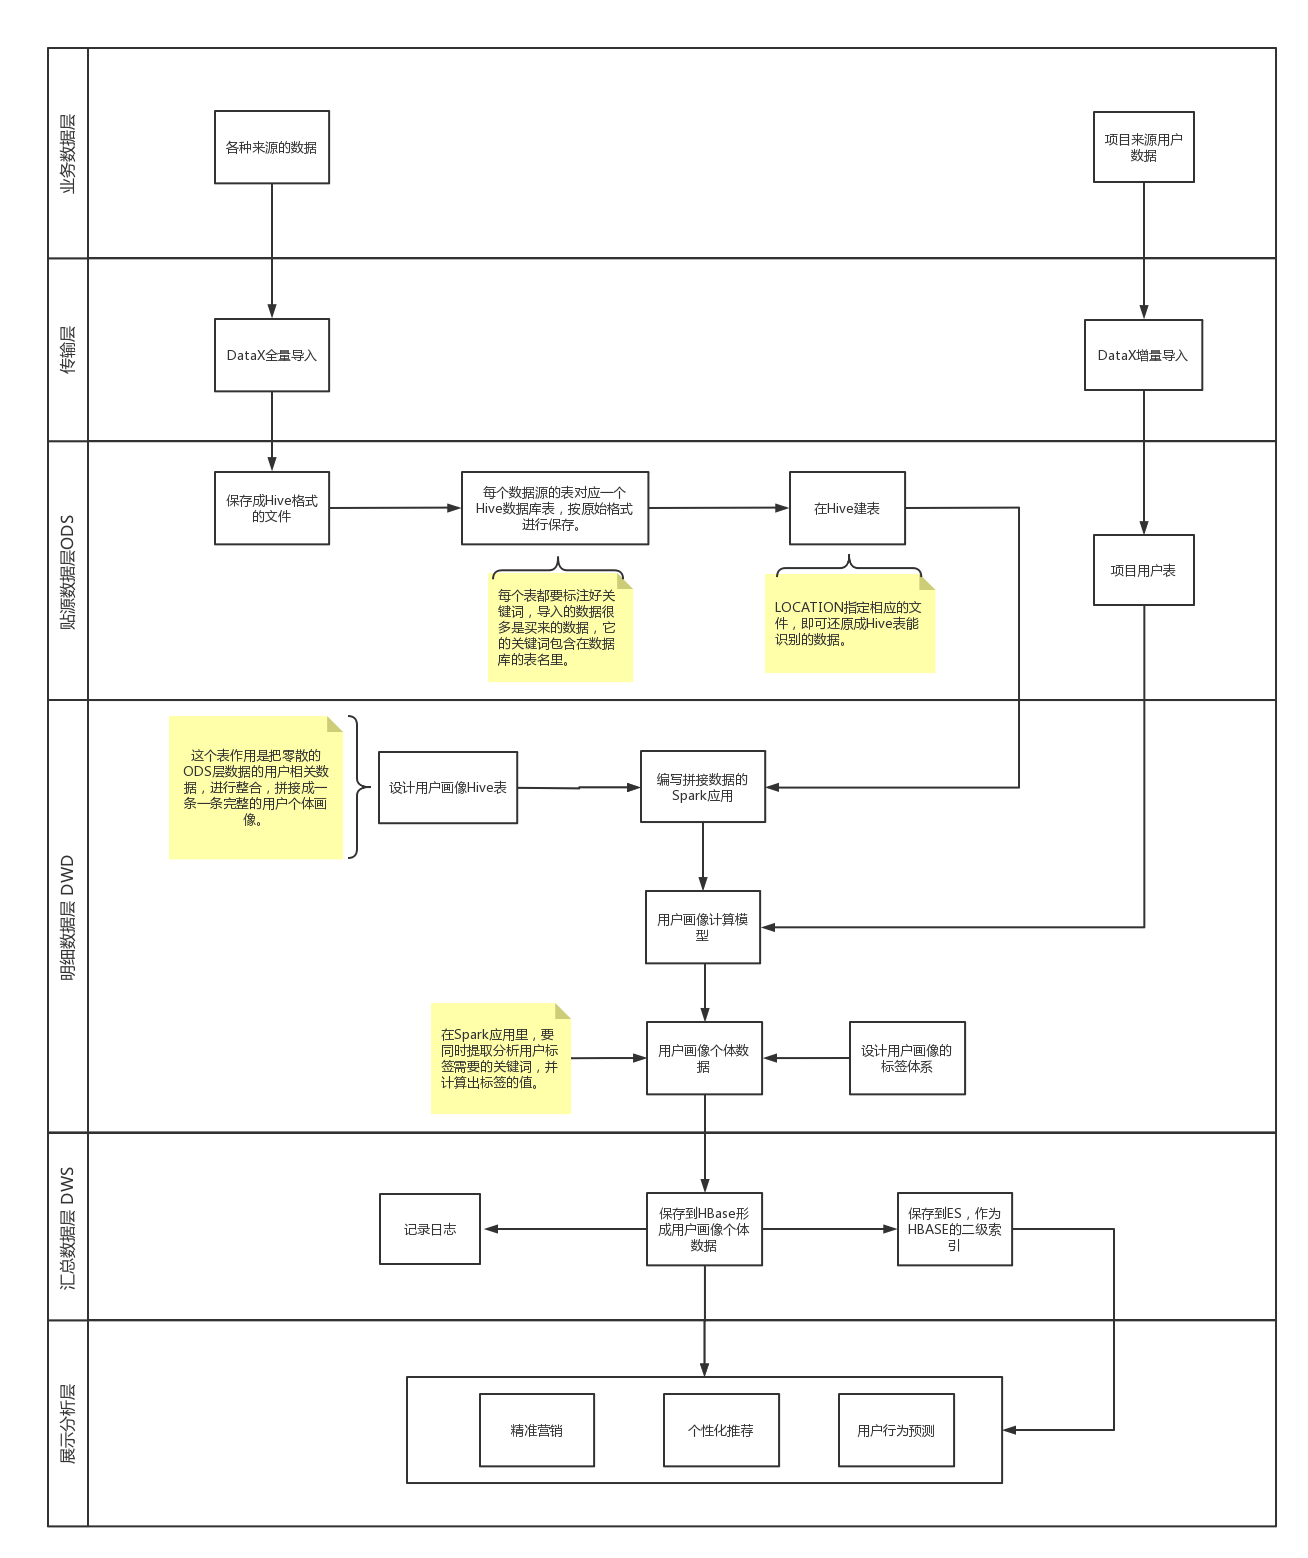 业务数据层
各种来源的数据
项目来源用户
数据
传输层
DataX全量导入
DataX增量导入
贴源数据层ODS
保存成Hive格式
的文件
每个数据源的表对应一个
Hive数据库表，按原始格式
进行保存。
在Hive建表
项目用户表
每个表都要标注好关
键词，导入的数据很
多是买来的数据，它
的关键词包含在数据
库的表名里。
LOCATION指定相应的文
件，即可还原成Hive表能
识别的数据。
明细数据层 DWD
这个表作用是把零散的
ODS层数据的用户相关数
据，进行整合，拼接成一
条一条完整的用户个体画
像。
设计用户画像Hive表
编写拼接数据的
Spark应用
用户画像计算模
型
在Spark应用里，要
同时提取分析用户标
签需要的关键词，并
计算出标签的值。
用户画像个体数
据
设计用户画像的
标签体系
汇总数据层 DWS
记录日志
保存到HBase形
成用户画像个体
数据
保存到ES，作为
HBASE的二级索
引
展示分析层
精准营销
个性化推荐
用户行为预测